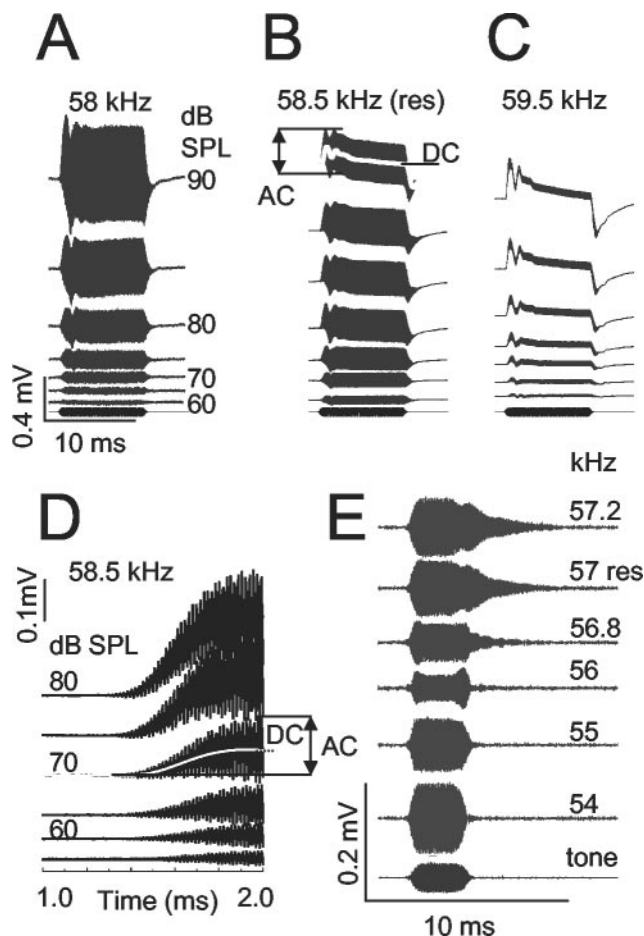 A
B
C
58 kHz
dB
SPL
90
80
70
60
0.4 mV
10 ms
58.5 kHz (res)
DC
AC
59.5 kHz
D
58.5 kHz
0.1mV
dB SPL
80
70
60
DC
AC
1.0 Time (ms) 2.0
E
kHz
57.2
57 res
56.8
56
55
54
tone
0.2 mV
10 ms